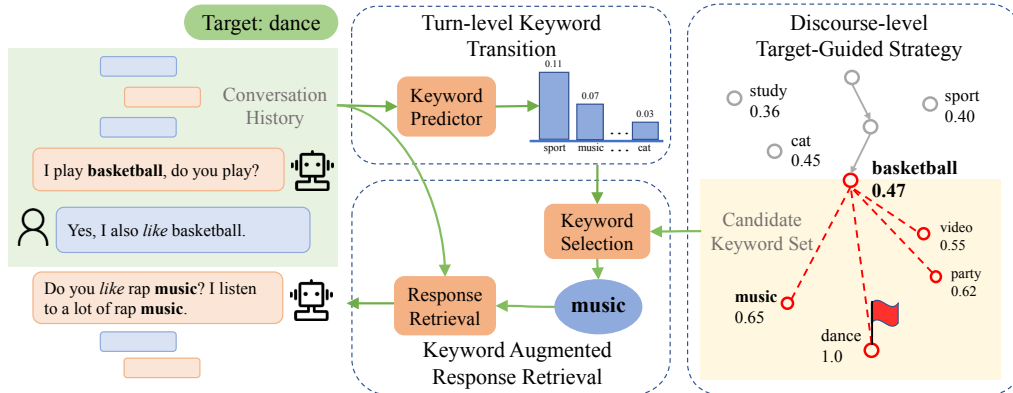 Target: dance
Conversation
History
I play basketball, do you play?
Yes, I also like basketball.
Do you like rap music? I listen
to a lot of rap music.
Turn-level Keyword
Transition
Keyword
Predictor
0.11
0.07
0.03
...
sport
music
...
cat
Keyword
Selection
music
Response
Retrieval
Keyword Augmented
Response Retrieval
Discourse-level
Target-Guided Strategy
study
0.36
sport
0.40
cat
0.45
basketball
0.47
Candidate
Keyword Set
video
0.55
party
0.62
music
0.65
dance
1.0